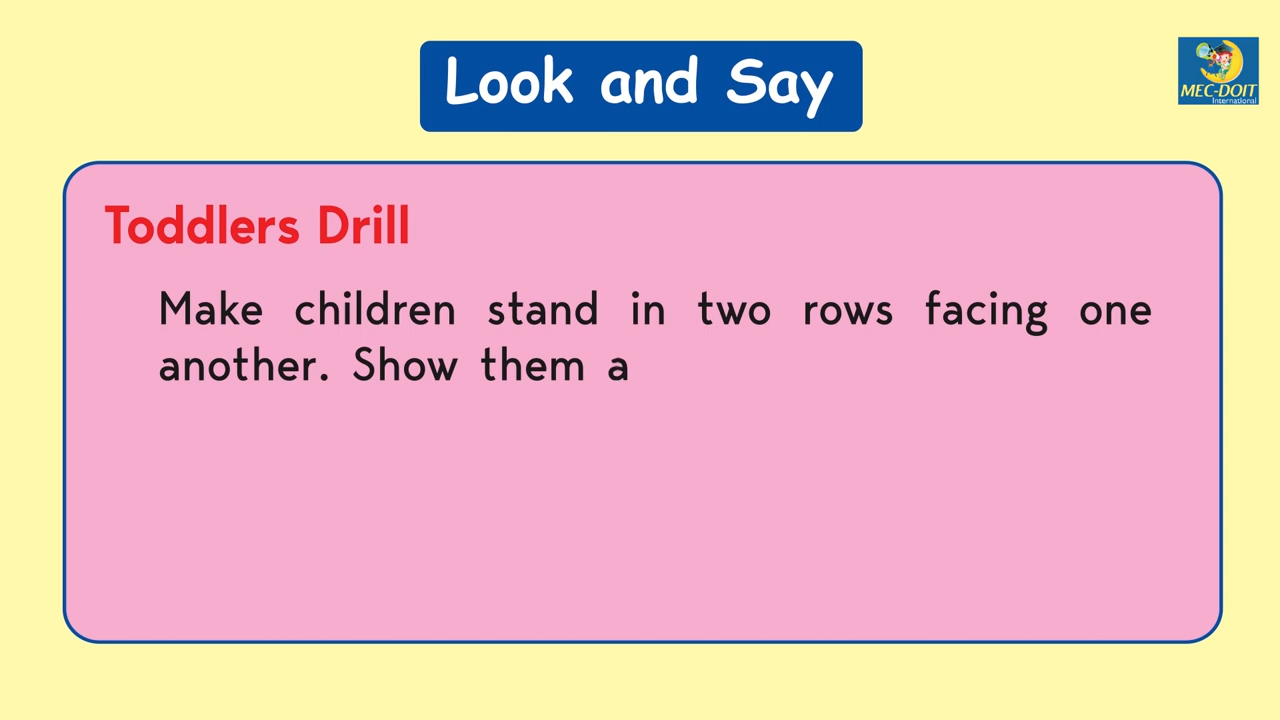 Look and Say
MEC-DOIT
International
Toddlers Drill
Make children stand in two rows facing one
another. Show them a